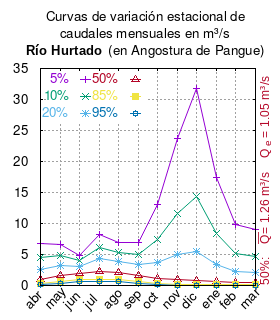 Curvas de variación estacional de
caudales mensuales en m³/s
Río Hurtado (en Angostura de Pangue)
35
30
25
20
15
10
5
0
5% 50%
10% 85%
20% 95%
abr may jun jul ago sep oct nov dic ene feb mar
50%: Q= 1.26 m³/s Q e = 1.05 m³/s